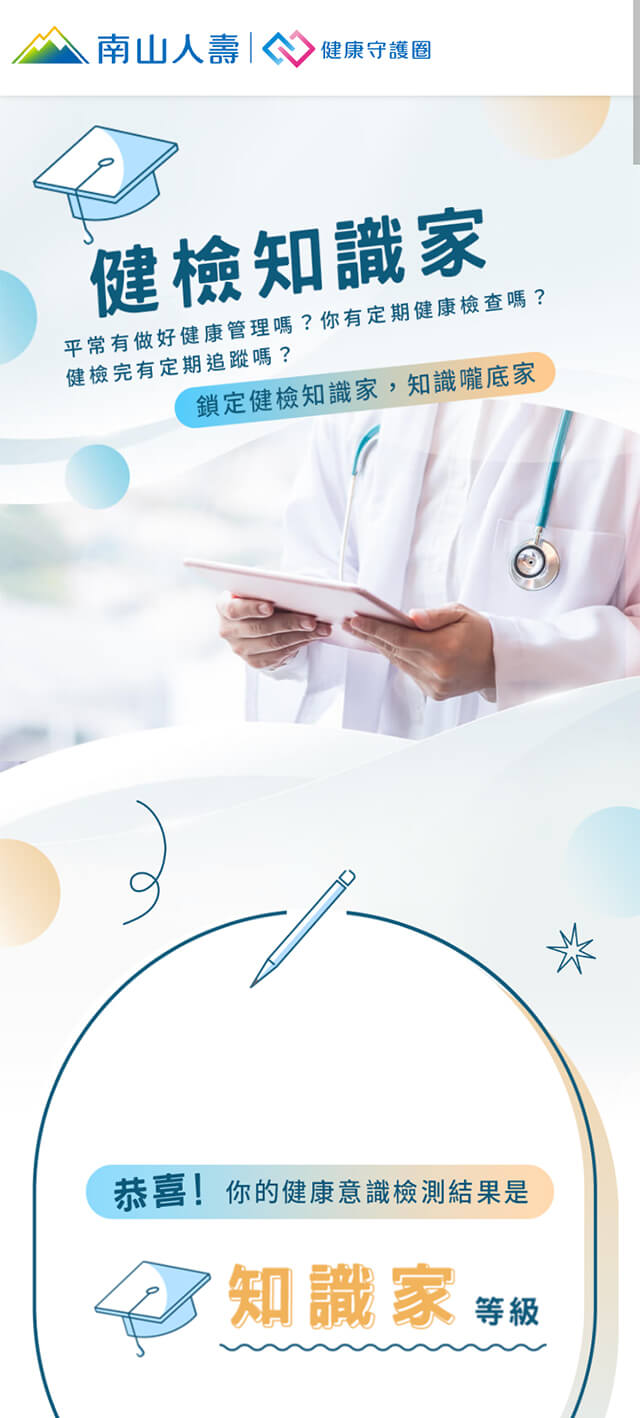 南山人壽 | 健康守護圈
健檢知識家
平常有做好健康管理嗎？你有定期健康檢查嗎？
健檢完有定期追蹤嗎？
鎖定健檢知識家，知識嚨底家
恭喜！你的健康意識檢測結果是
知識家 等級